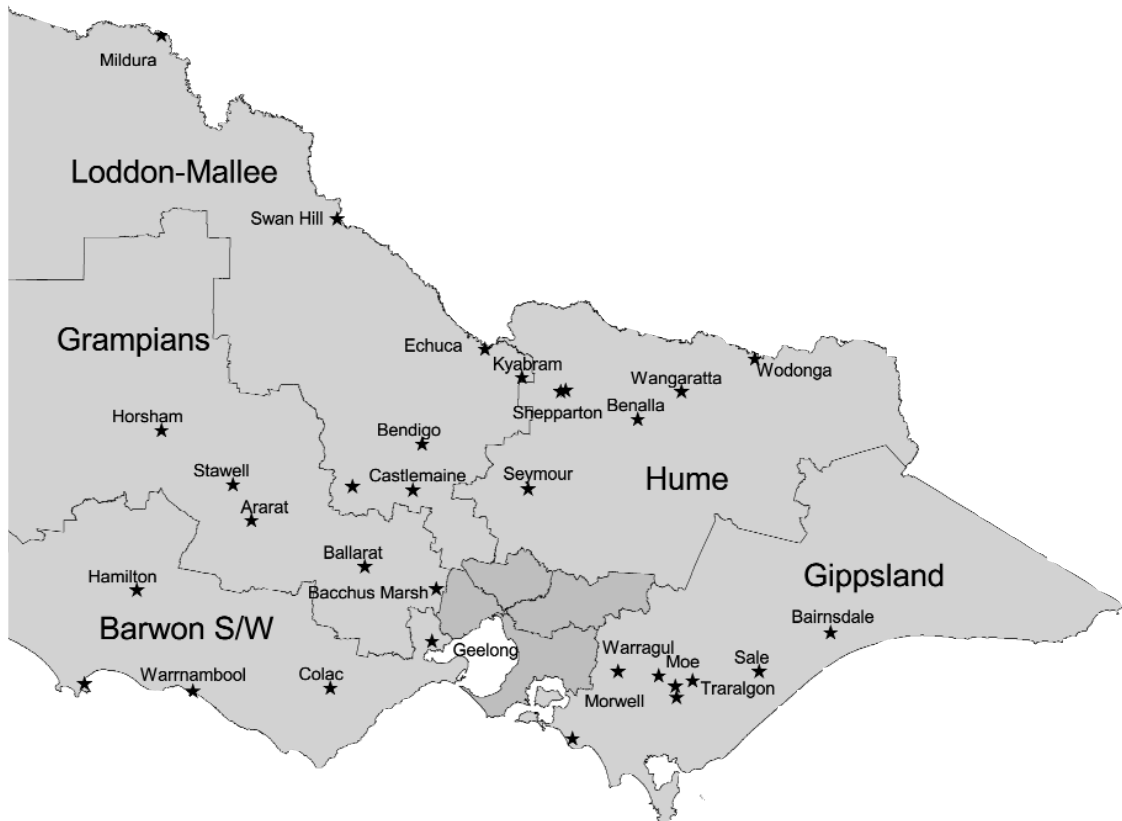 Mildura
Loddon-Mallee
Swan Hill
Grampians
Echuca
Kyabram
Wodonga
Wangaratta
Shepparton
Benalla
Horsham
Bendigo
Stawell
Castlemaine
Seymour
Hume
Ararat
Ballarat
Hamilton
Bacchus Marsh
Gippsland
Bairnsdale
Barwon S/W
Geelong
Warragul
Moe
Sale
Warrnambool
Colac
Morwell
Traralgon